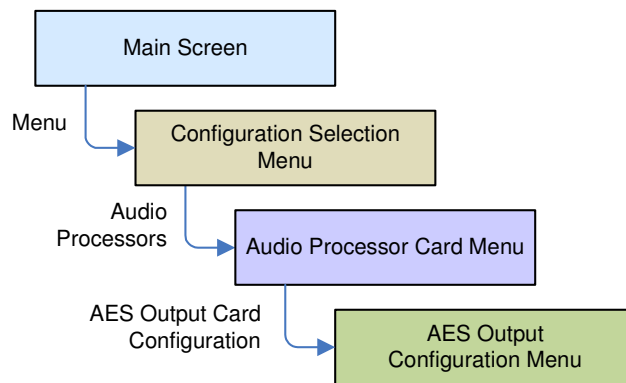 Main Screen
Menu
Configuration Selection
Menu
Audio
Processors
Audio Processor Card Menu
AES Output Card
Configuration
AES Output
Configuration Menu